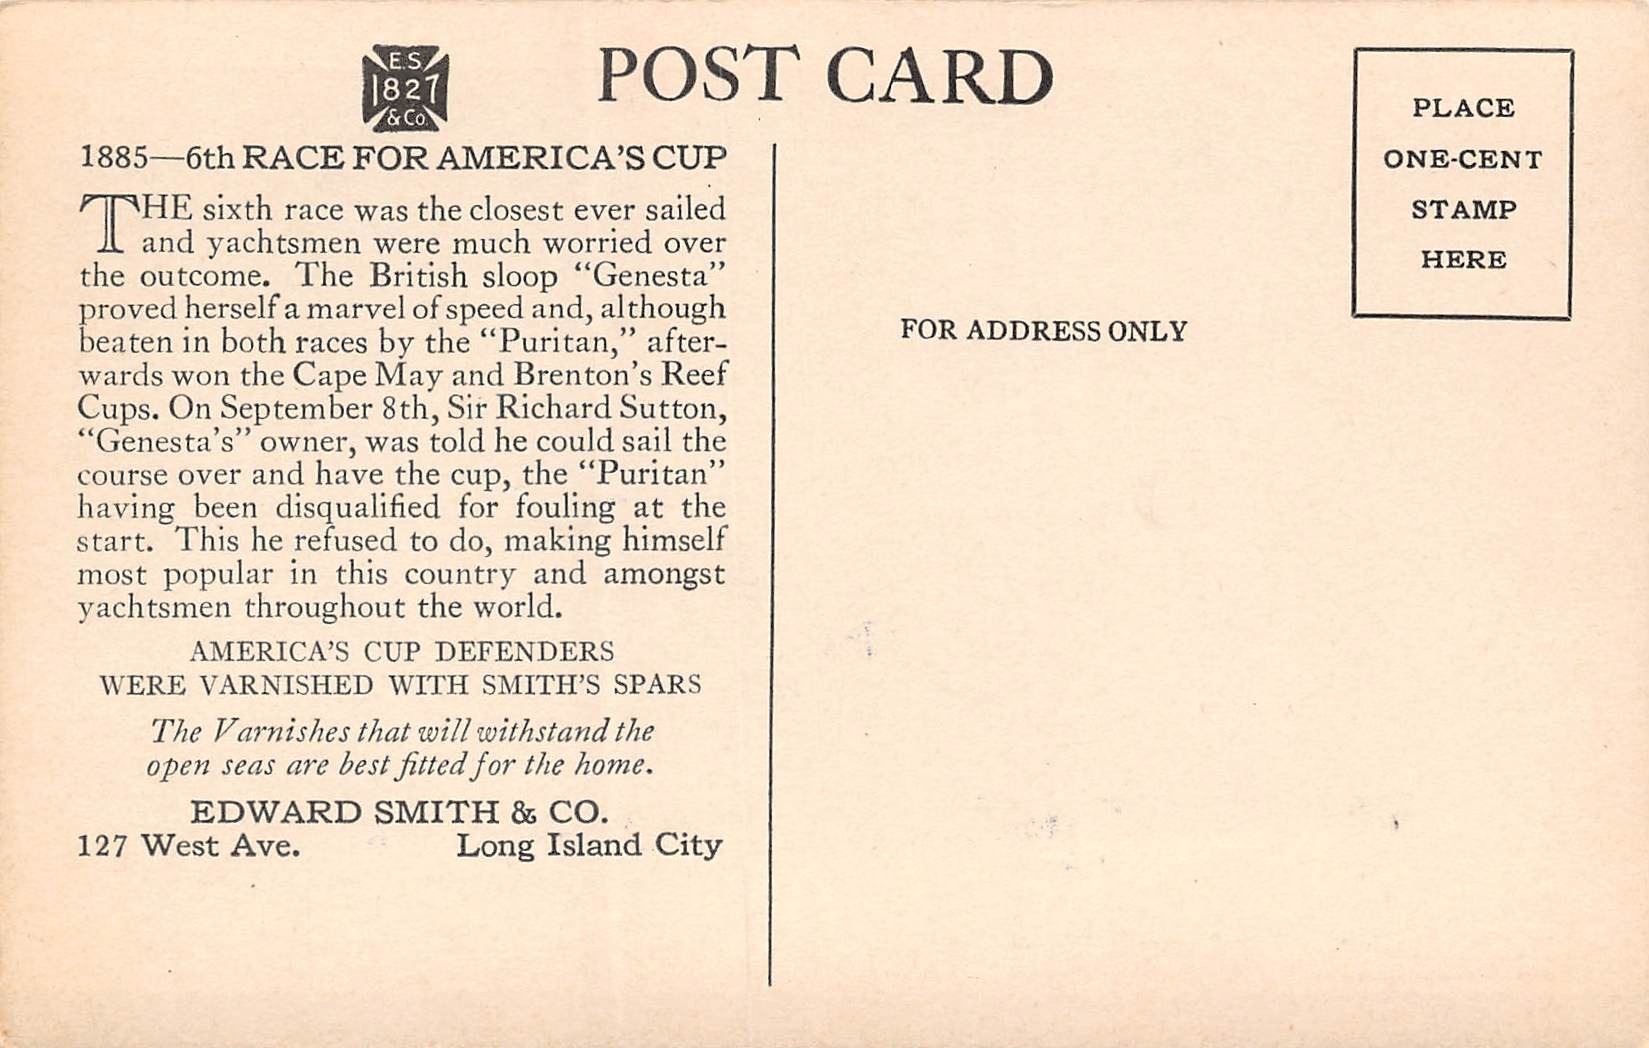 E.S.
1827
& Co.
POST CARD
1885—6th RACE FOR AMERICA'S CUP
THE sixth race was the closest ever sailed
and yachtsmen were much worried over
the outcome. The British sloop “Genesta”
proved herself a marvel of speed and, although
beaten in both races by the “Puritan,” after-
wards won the Cape May and Brenton's Reef
Cups. On September 8th, Sir Richard Sutton,
“Genesta's” owner, was told he could sail the
course over and have the cup, the “Puritan”
having been disqualified for fouling at the
start. This he refused to do, making himself
most popular in this country and amongst
yachtsmen throughout the world.
AMERICA'S CUP DEFENDERS
WERE VARNISHED WITH SMITH'S SPARS
The Varnishes that will withstand the
open seas are best fitted for the home.
EDWARD SMITH & CO.
127 West Ave. Long Island City
FOR ADDRESS ONLY
PLACE
ONE-CENT
STAMP
HERE